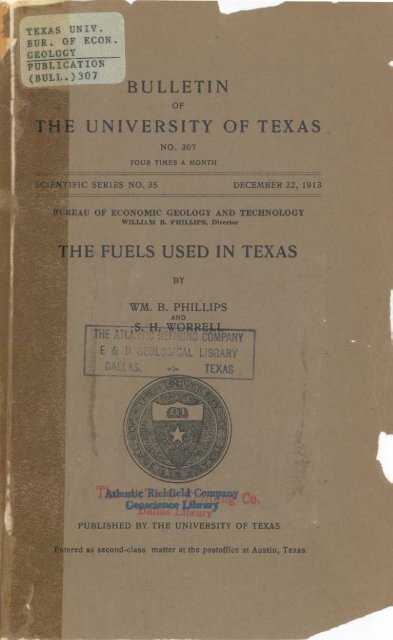 TEXAS UNIV.
BUR. OF ECON.
GEOLOGY
PUBLICATION
(BULL.)307
BULLETIN
OF
THE UNIVERSITY OF TEXAS
NO. 307
FOUR TIMES A MONTH
SCIENTIFIC SERIES NO. 35 DECEMBER 22, 1913
BUREAU OF ECONOMIC GEOLOGY AND TECHNOLOGY
WILLIAM B. PHILLIPS, Director
THE FUELS USED IN TEXAS
BY
WM. B. PHILLIPS
AND
S. H. WORRELL
THE ATLANTIC REFINING COMPANY
E & D GEOLOGICAL LIBRARY
DALLAS, -:- TEXAS
Atlantic Richfield Company
Geoscience Library
Co.
Dallas Library
PUBLISHED BY THE UNIVERSITY OF TEXAS
Entered as second-class matter at the postoffice at Austin, Texas